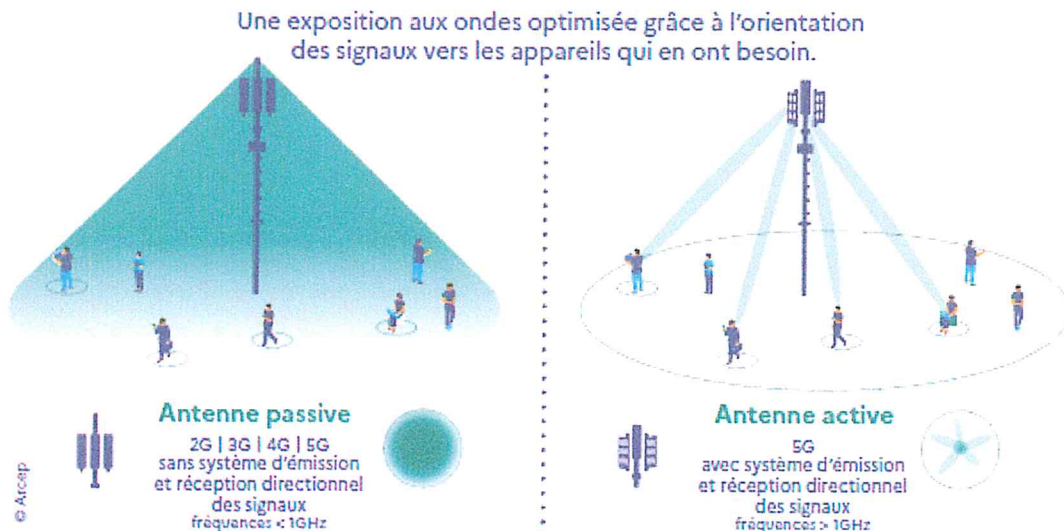 Une exposition aux ondes optimisée grâce à l'orientation
des signaux vers les appareils qui en ont besoin.
Antenne passive
2G | 3G | 4G | 5G
sans système d'émission
et réception directionnel
des signaux
fréquences < 1GHz
Antenne active
5G
avec système d'émission
et réception directionnel
des signaux
fréquences > 1GHz
© Arcep